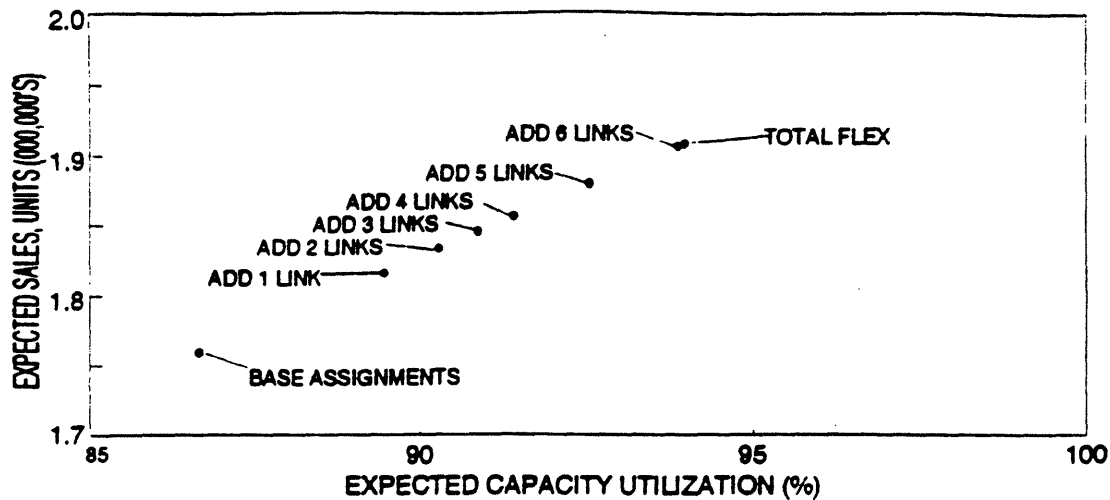 2.0
EXPECTED SALES, UNITS (000,000'S)
ADD 6 LINKS
TOTAL FLEX
1.9
ADD 5 LINKS
ADD 4 LINKS
ADD 3 LINKS
ADD 2 LINKS
ADD 1 LINK
1.8
BASE ASSIGNMENTS
1.7
85
90
95
100
EXPECTED CAPACITY UTILIZATION (%)